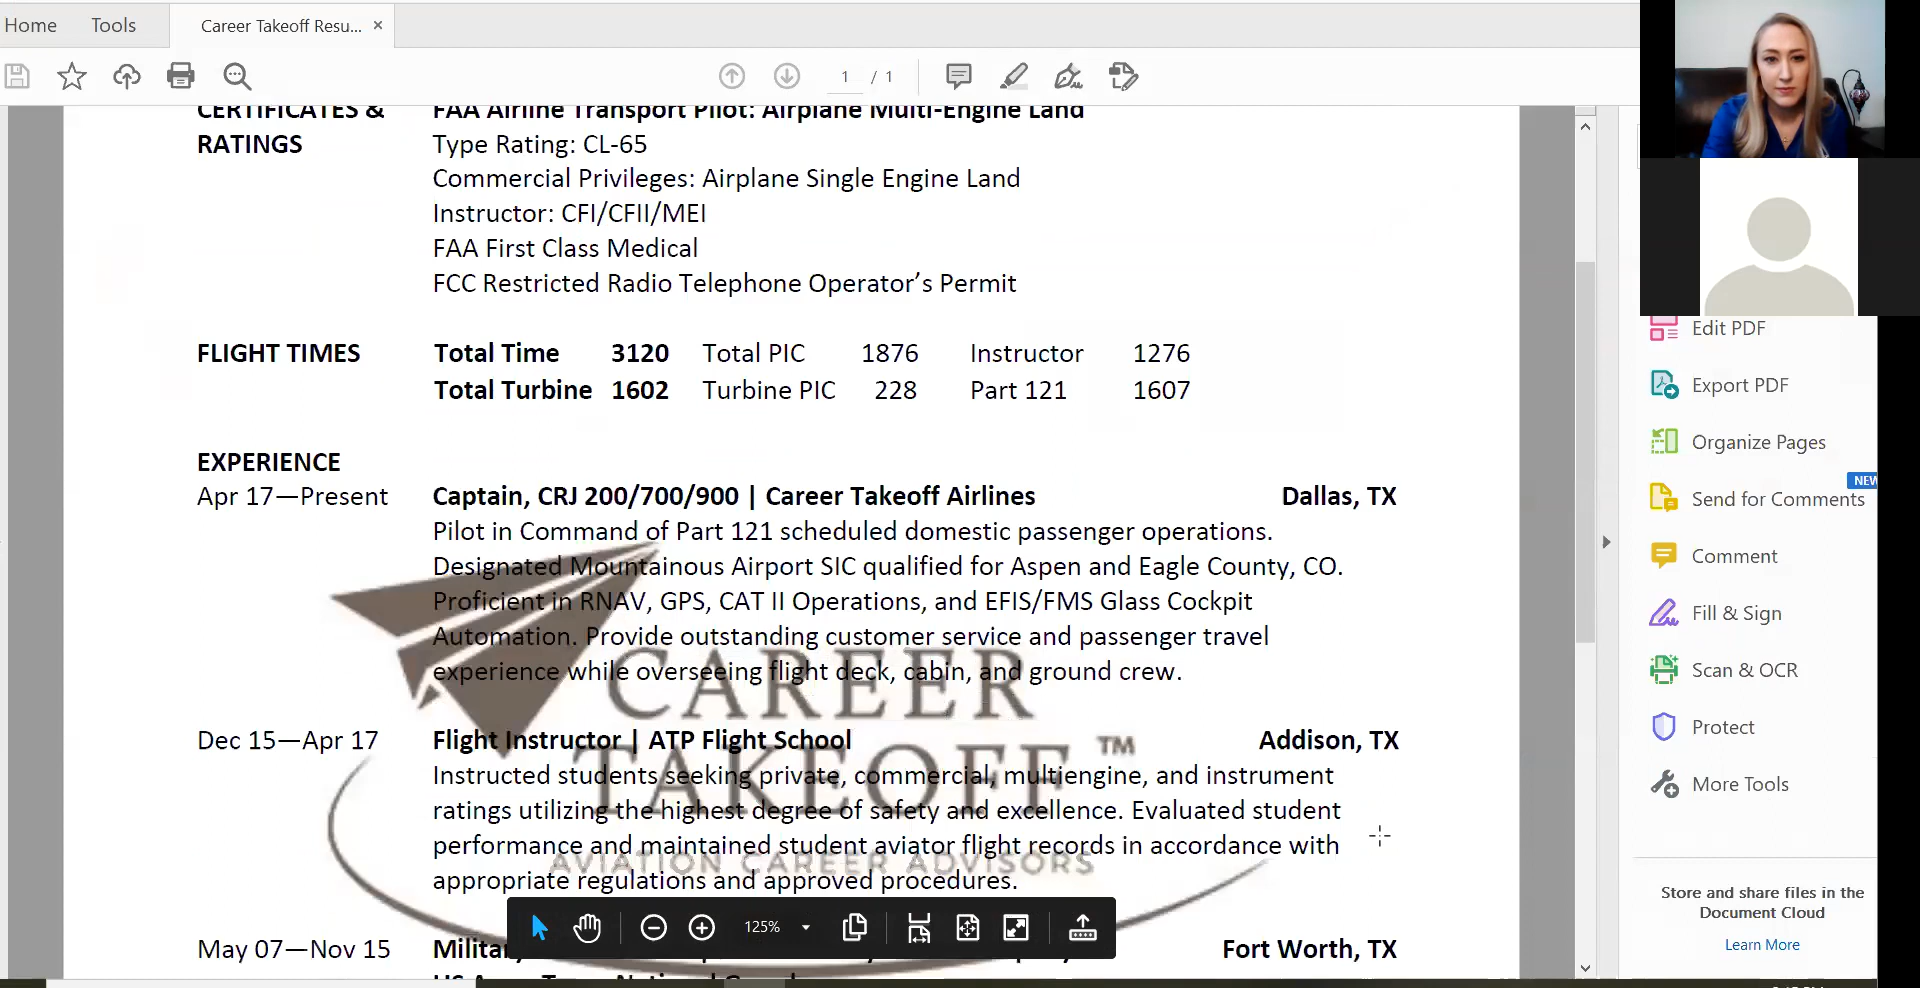 Home Tools Career Takeoff Resu... ×
1 / 1
CERTIFICATES & FAA Airline Transport Pilot: Airplane Multi-Engine Land
RATINGS Type Rating: CL-65
Commercial Privileges: Airplane Single Engine Land
Instructor: CFI/CFII/MEI
FAA First Class Medical
FCC Restricted Radio Telephone Operator’s Permit
FLIGHT TIMES Total Time 3120 Total PIC 1876 Instructor 1276
Total Turbine 1602 Turbine PIC 228 Part 121 1607
EXPERIENCE
Apr 17—Present Captain, CRJ 200/700/900 | Career Takeoff Airlines Dallas, TX
Pilot in Command of Part 121 scheduled domestic passenger operations.
Designated Mountainous Airport SIC qualified for Aspen and Eagle County, CO.
Proficient in RNAV, GPS, CAT II Operations, and EFIS/FMS Glass Cockpit
Automation. Provide outstanding customer service and passenger travel
experience while overseeing flight deck, cabin, and ground crew.
Dec 15—Apr 17 Flight Instructor | ATP Flight School Addison, TX
Instructed students seeking private, commercial, multiengine, and instrument
ratings utilizing the highest degree of safety and excellence. Evaluated student
performance and maintained student aviator flight records in accordance with
appropriate regulations and approved procedures.
May 07—Nov 15 Fort Worth, TX
CAREER
TAKEOFF ™
AVIATION CAREER ADVISORS
125%
Edit PDF
Export PDF
Organize Pages
NEW
Send for Comments
Comment
Fill & Sign
Scan & OCR
Protect
More Tools
Store and share files in the
Document Cloud
Learn More